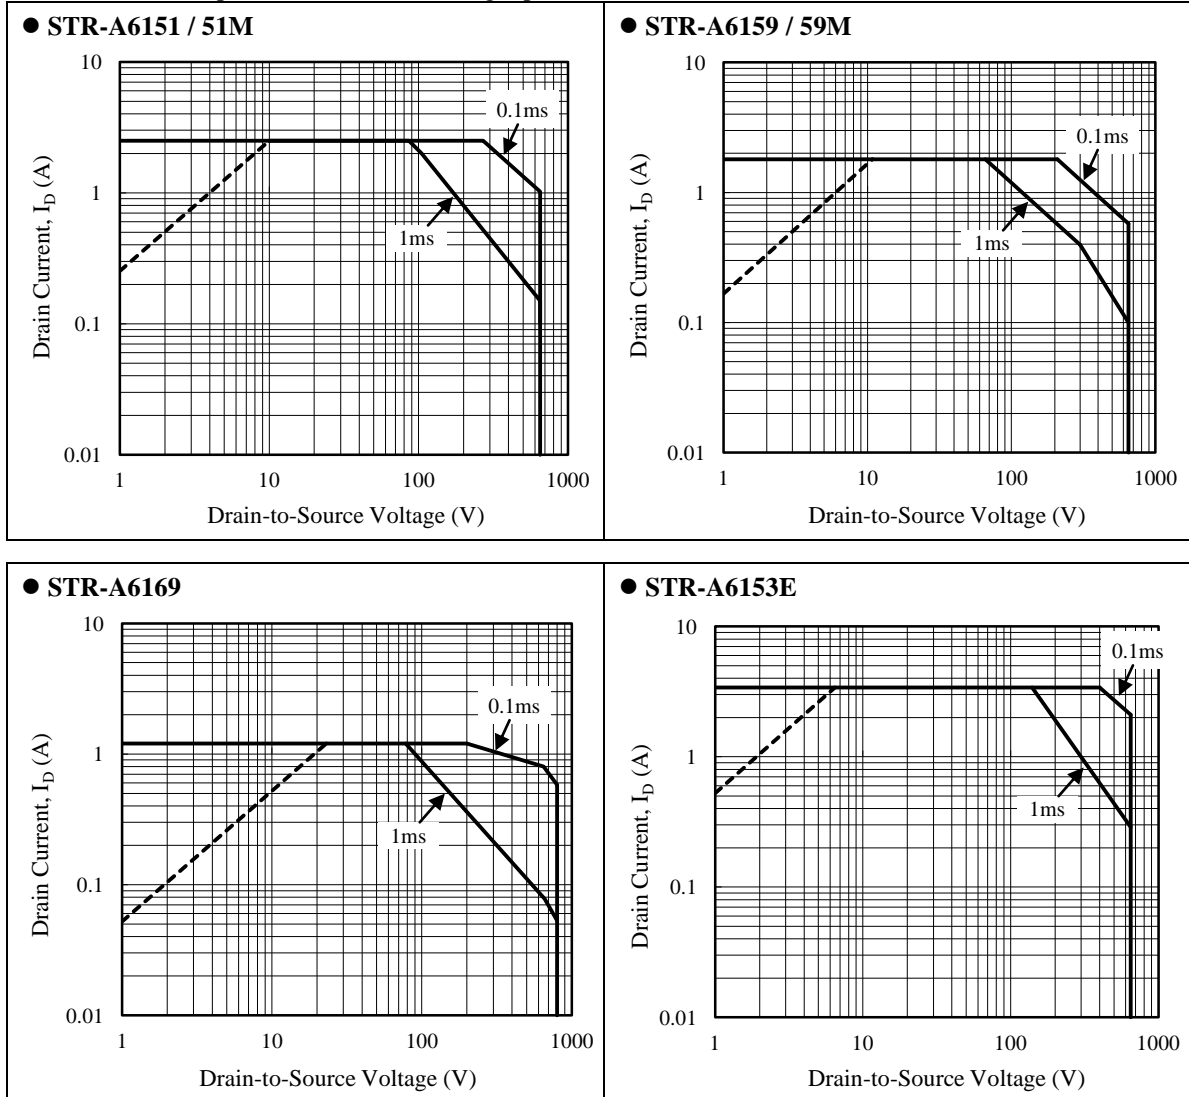 ● STR-A6151 / 51M
10
1
0.1
0.01
Drain Current, I_D (A)
0.1ms
1ms
1 10 100 1000
Drain-to-Source Voltage (V)
● STR-A6159 / 59M
10
1
0.1
0.01
Drain Current, I_D (A)
0.1ms
1ms
1 10 100 1000
Drain-to-Source Voltage (V)
● STR-A6169
10
1
0.1
0.01
Drain Current, I_D (A)
0.1ms
1ms
1 10 100 1000
Drain-to-Source Voltage (V)
● STR-A6153E
10
1
0.1
0.01
Drain Current, I_D (A)
0.1ms
1ms
1 10 100 1000
Drain-to-Source Voltage (V)